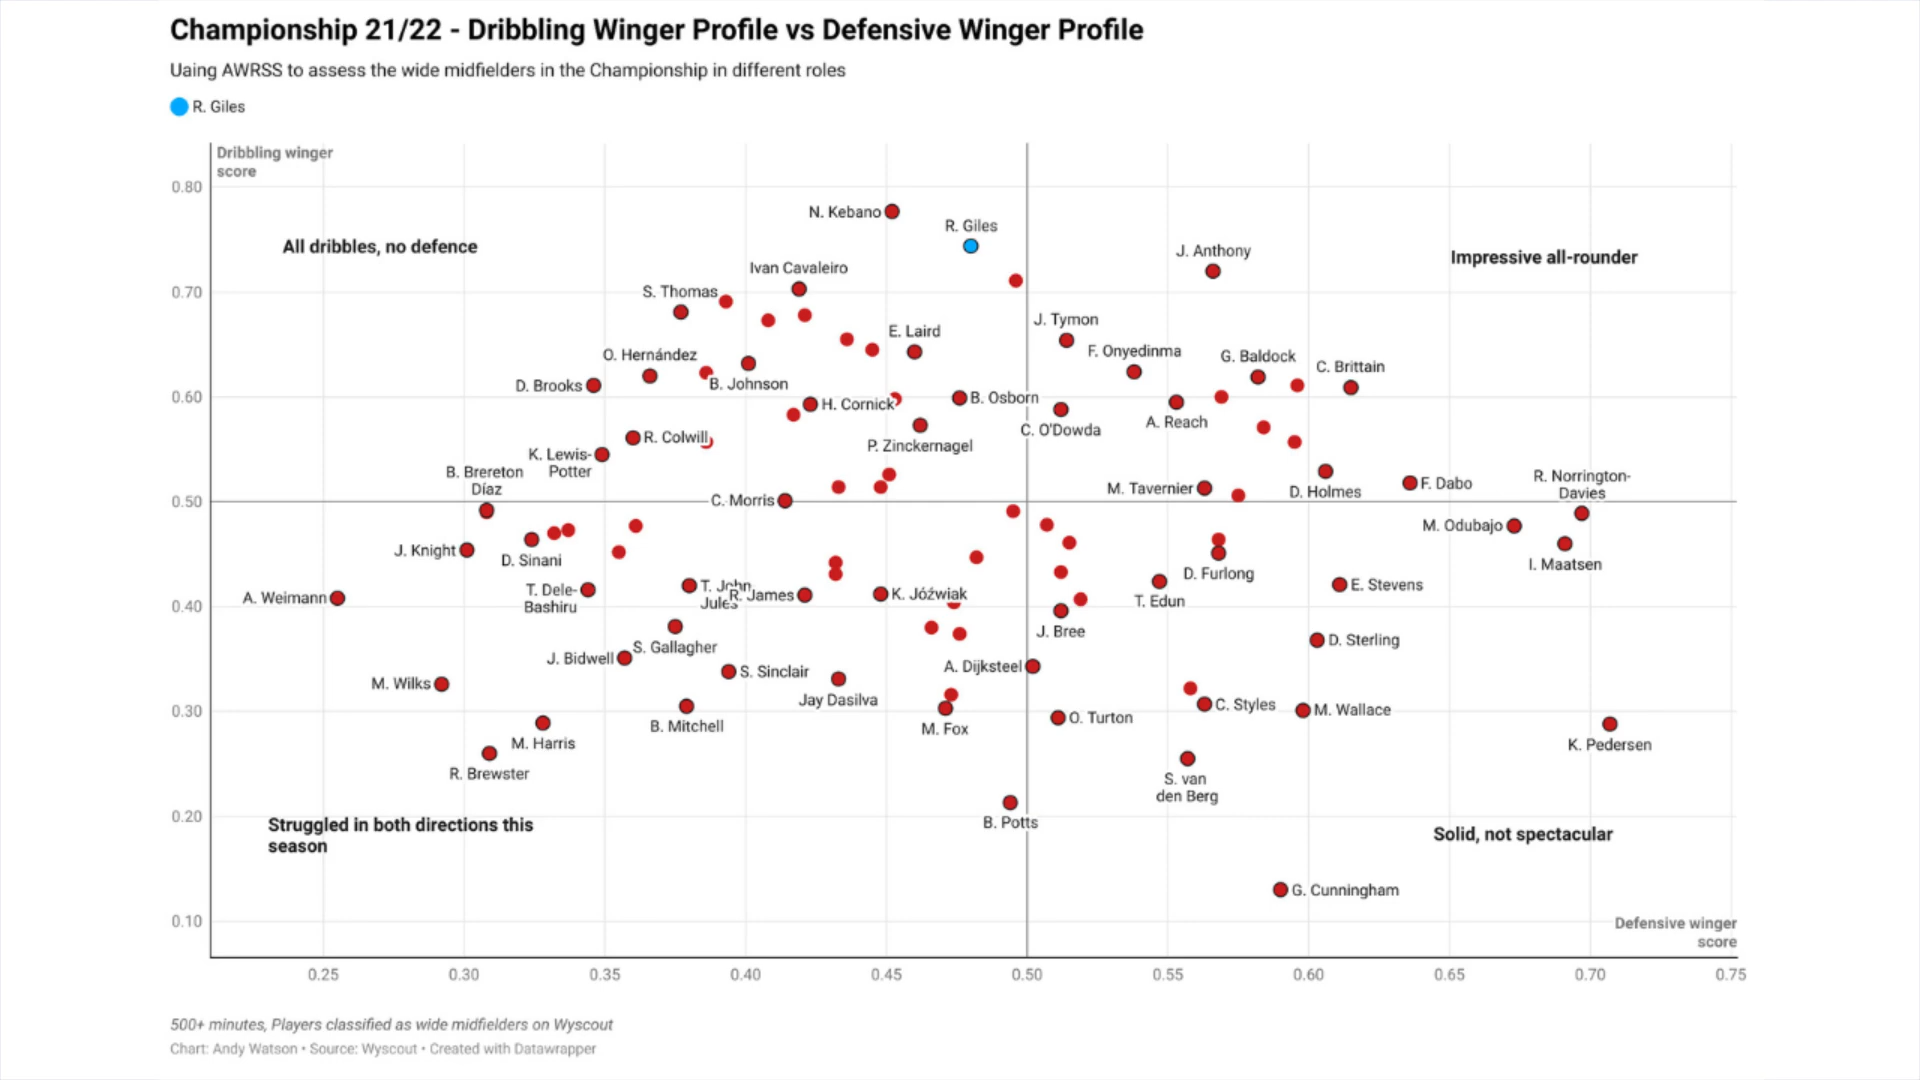 Championship 21/22 - Dribbling Winger Profile vs Defensive Winger Profile
Uaing AWRSS to assess the wide midfielders in the Championship in different roles
R. Giles
Dribbling winger
score
0.80
N. Kebano
R. Giles
All dribbles, no defence
J. Anthony
Impressive all-rounder
Ivan Cavaleiro
S. Thomas
0.70
J. Tymon
E. Laird
F. Onyedinma
O. Hernández
G. Baldock
C. Brittain
D. Brooks
B. Johnson
0.60
B. Osborn
H. Cornick
C. O'Dowda
A. Reach
R. Colwill
P. Zinckernagel
K. Lewis-
Potter
B. Brereton
Díaz
R. Norrington-
Davies
M. Tavernier
D. Holmes
F. Dabo
0.50
C. Morris
M. Odubajo
J. Knight
D. Sinani
I. Maatsen
D. Furlong
T. Dele-
Bashiru
T. John
Jules
R. James
K. Jóźwiak
E. Stevens
T. Edun
A. Weimann
0.40
J. Bree
D. Sterling
S. Gallagher
J. Bidwell
A. Dijksteel
S. Sinclair
M. Wilks
Jay Dasilva
0.30
C. Styles
M. Wallace
O. Turton
B. Mitchell
M. Fox
M. Harris
K. Pedersen
R. Brewster
S. van
den Berg
0.20
B. Potts
Struggled in both directions this
season
Solid, not spectacular
G. Cunningham
0.10
Defensive winger
score
0.25 0.30 0.35 0.40 0.45 0.50 0.55 0.60 0.65 0.70 0.75
500+ minutes, Players classified as wide midfielders on Wyscout
Chart: Andy Watson • Source: Wyscout • Created with Datawrapper